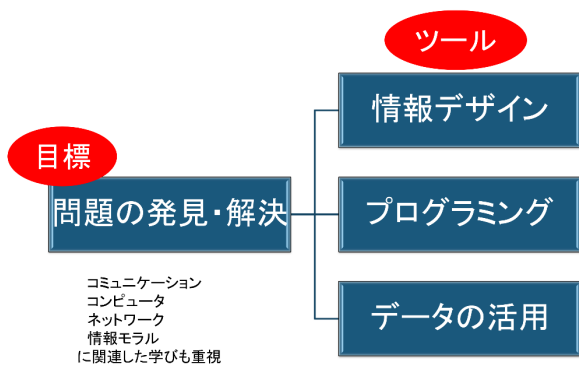 ツール
情報デザイン
目標
問題の発見・解決
プログラミング
データの活用
コミュニケーション
コンピュータ
ネットワーク
情報モラル
に関連した学びも重視